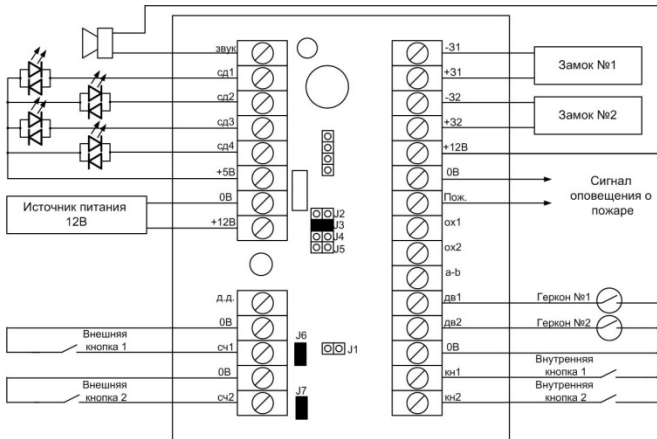 звук
сд1
сд2
сд3
сд4
+5В
0В
+12В
Источник питания
12В
J2
J3
J4
J5
д.д.
0В
сч1
0В
сч2
Внешняя
кнопка 1
Внешняя
кнопка 2
J6
J1
J7
-З1
+З1
-З2
+З2
+12В
0В
Пож.
ох1
ох2
a-b
дв1
дв2
0В
кн1
кн2
Замок №1
Замок №2
Сигнал
оповещения о
пожаре
Геркон №1
Геркон №2
Внутренняя
кнопка 1
Внутренняя
кнопка 2